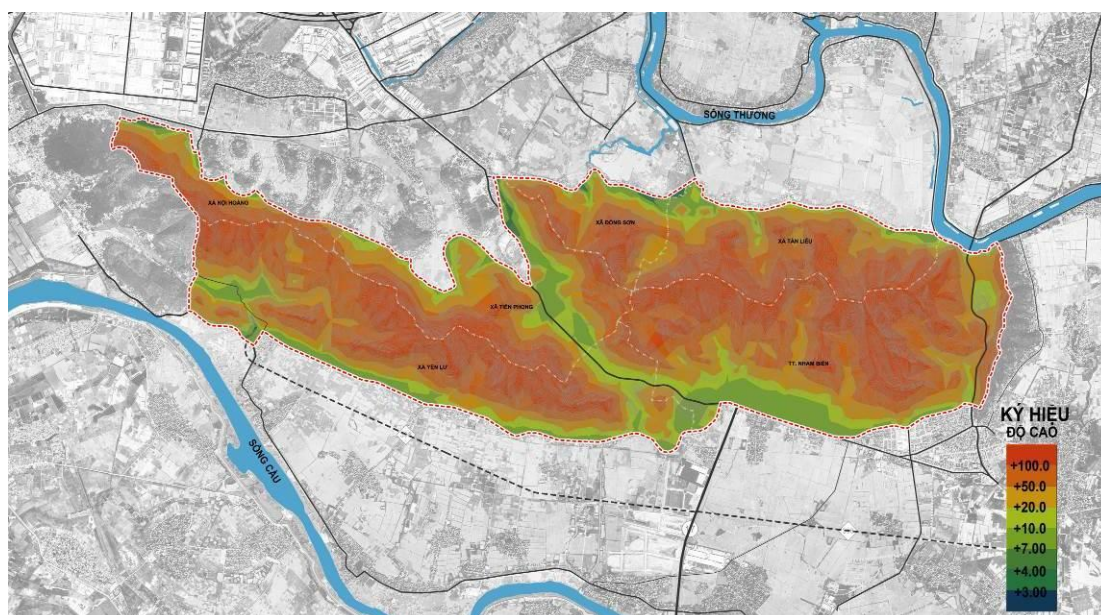 SÔNG THƯƠNG
XÃ NỘI HOÀNG
XÃ ĐỒNG SƠN
XÃ TÂN LIỄU
XÃ TIỀN PHONG
TT. NHAM BIỀN
XÃ YÊN LƯ
SÔNG CẦU
KÝ HIỆU
ĐỘ CAO
+100.0
+50.0
+20.0
+10.0
+7.00
+4.00
+3.00